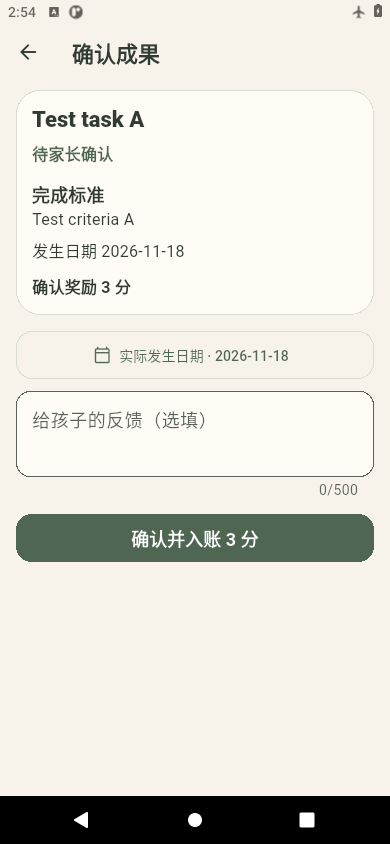 2:54
确认成果
Test task A
待家长确认
完成标准
Test criteria A
发生日期 2026-11-18
确认奖励 3 分
实际发生日期 · 2026-11-18
给孩子的反馈（选填）
0/500
确认并入账 3 分